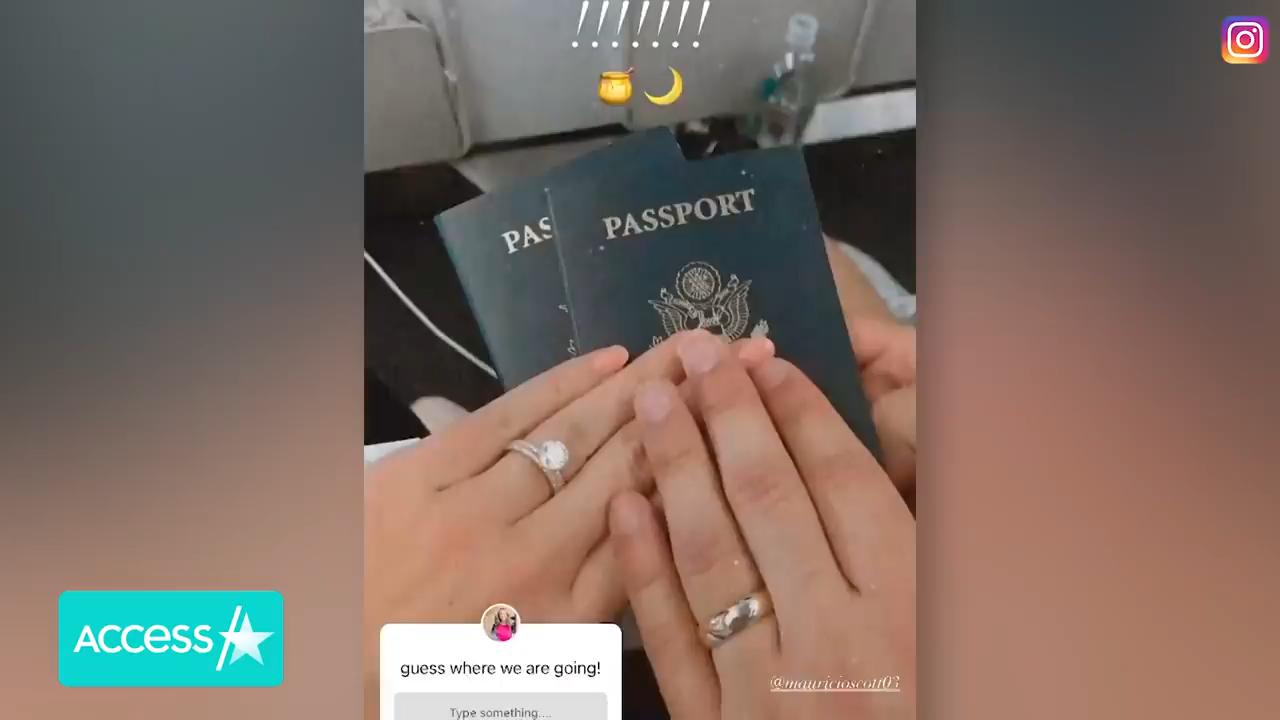 !!!!!!!
PAS
PASSPORT
guess where we are going!
Type something....
@mauricioscott03
ACCESS